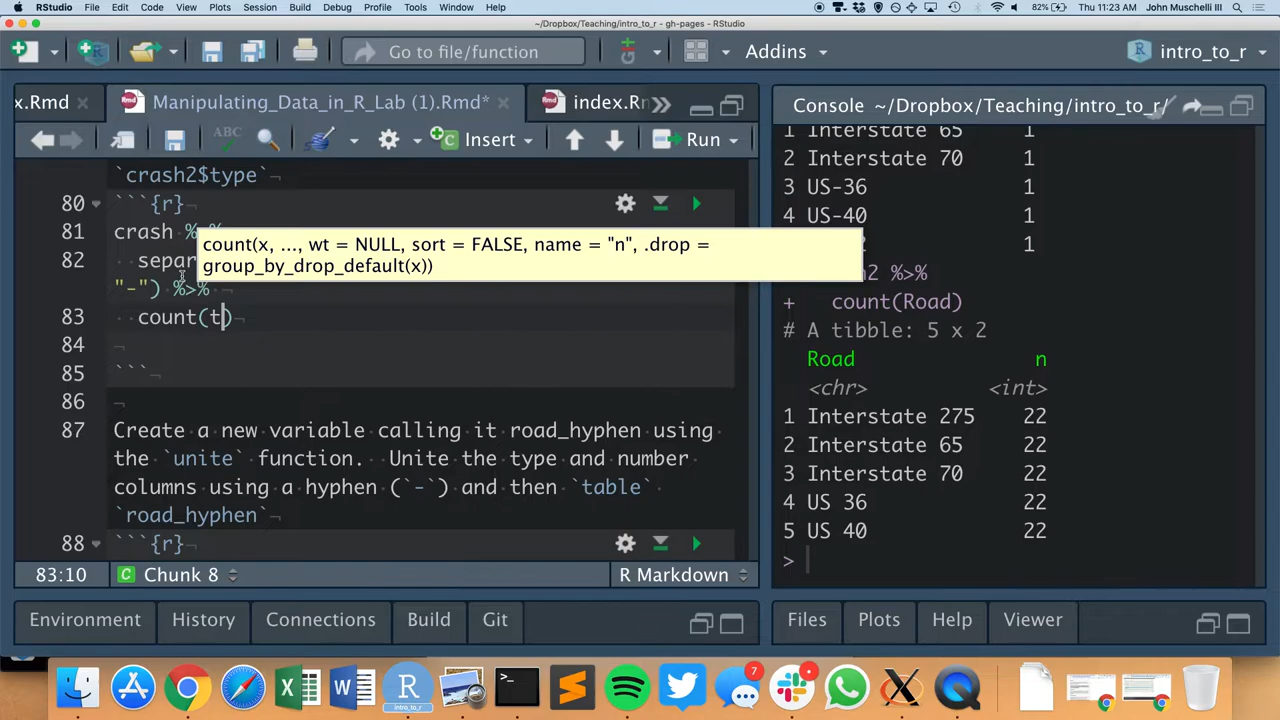 RStudio File Edit Code View Plots Session Build Debug Profile Tools Window Help 82% Thu 11:23 AM John Muschelli III
~/Dropbox/Teaching/intro_to_r - gh-pages - RStudio
Go to file/function Addins intro_to_r
x.Rmd Manipulating_Data_in_R_Lab (1).Rmd* index.Rn
ABC Insert Run
`crash2$type`
80 ```{r}
81 crash %
82 separ
"-") %>%
83 count(t)
84
85 ```
86
87 Create a new variable calling it road_hyphen using
the `unite` function. Unite the type and number
columns using a hyphen (`-`) and then `table`
`road_hyphen`
88 ```{r}
count(x, ..., wt = NULL, sort = FALSE, name = "n", .drop =
group_by_drop_default(x))
83:10 Chunk 8 R Markdown
Environment History Connections Build Git
Console ~/Dropbox/Teaching/intro_to_r/
1 Interstate 65 1
2 Interstate 70 1
3 US-36 1
4 US-40 1
1
%>%
+ count(Road)
# A tibble: 5 x 2
Road n
<chr> <int>
1 Interstate 275 22
2 Interstate 65 22
3 Interstate 70 22
4 US 36 22
5 US 40 22
>
Files Plots Help Viewer
intro_to_r
7